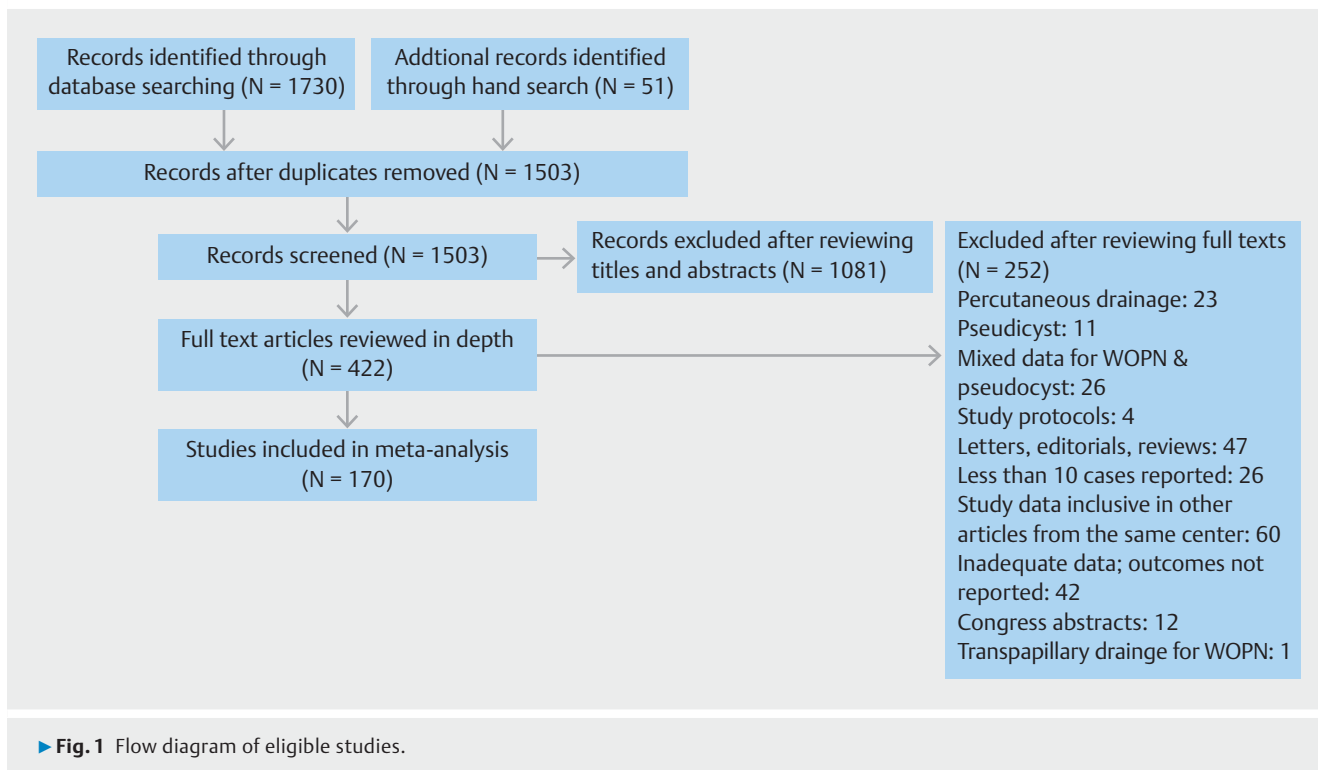 Records identified through
database searching (N = 1730)
Addtional records identified
through hand search (N = 51)
Records after duplicates removed (N = 1503)
Records screened (N = 1503)
Records excluded after reviewing
titles and abstracts (N = 1081)
Full text articles reviewed in depth
(N = 422)
Studies included in meta-analysis
(N = 170)
Excluded after reviewing full texts
(N = 252)
Percutaneous drainage: 23
Pseudicyst: 11
Mixed data for WOPN &
pseudocyst: 26
Study protocols: 4
Letters, editorials, reviews: 47
Less than 10 cases reported: 26
Study data inclusive in other
articles from the same center: 60
Inadequate data; outcomes not
reported: 42
Congress abstracts: 12
Transpapillary drainge for WOPN: 1
▶ Fig. 1 Flow diagram of eligible studies.